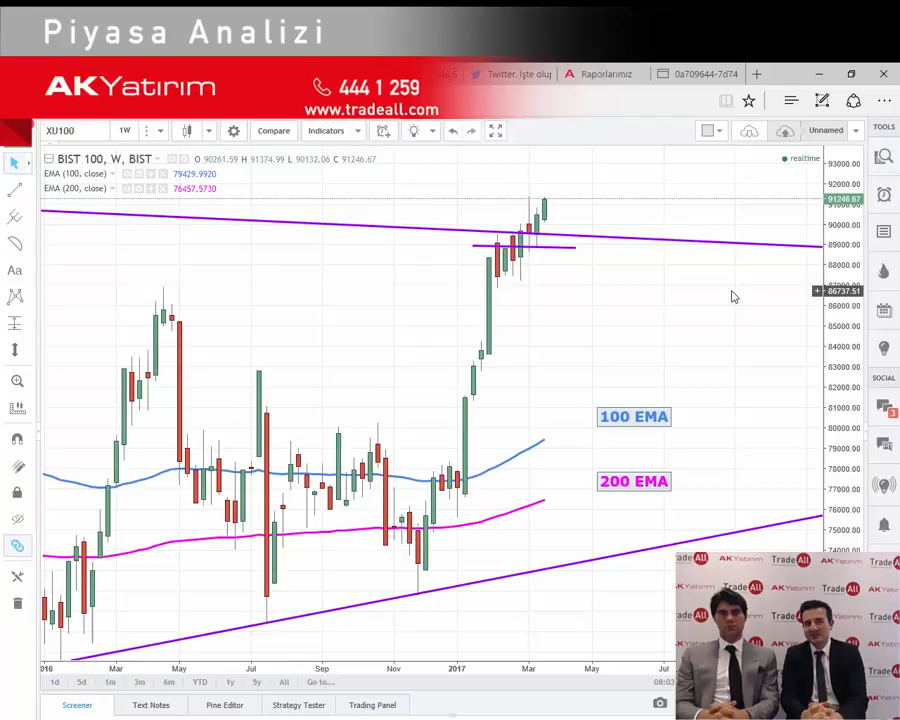 Piyasa Analizi
AKYatırım
444 1 259
www.tradeall.com
Twitter. İşte oluş
Raporlarımız
0a709644-7d74
XU100
1W
Compare
Indicators
Unnamed
TOOLS
BIST 100, W, BIST
O 90261.59 H 91374.99 L 90132.06 C 91246.67
realtime
EMA (100, close)
79429.9920
EMA (200, close)
76457.5730
93000.00
92000.00
91246.67
90000.00
89000.00
88000.00
86737.51
86000.00
85000.00
84000.00
83000.00
82000.00
81000.00
80000.00
79000.00
78000.00
77000.00
76000.00
75000.00
74000.00
Aa
SOCIAL
3
100 EMA
200 EMA
2016
Mar
May
Jul
Sep
Nov
2017
Mar
May
Jul
1d
5d
1m
3m
6m
YTD
1y
5y
All
Go to...
08:03
Screener
Text Notes
Pine Editor
Strategy Tester
Trading Panel
TradeAll
AKYatırım
TradeAll